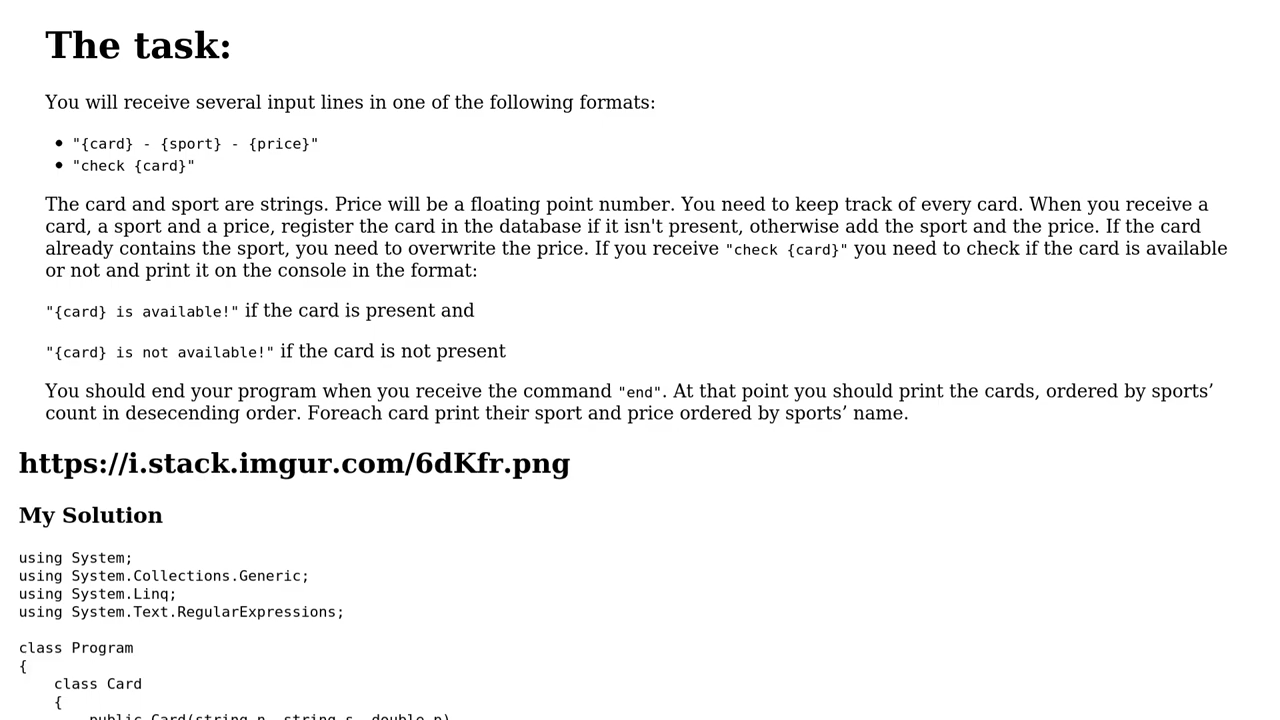 The task:
You will receive several input lines in one of the following formats:
"{card} - {sport} - {price}"
"check {card}"
The card and sport are strings. Price will be a floating point number. You need to keep track of every card. When you receive a
card, a sport and a price, register the card in the database if it isn't present, otherwise add the sport and the price. If the card
already contains the sport, you need to overwrite the price. If you receive "check {card}" you need to check if the card is available
or not and print it on the console in the format:
"{card} is available!" if the card is present and
"{card} is not available!" if the card is not present
You should end your program when you receive the command "end". At that point you should print the cards, ordered by sports’
count in desecending order. Foreach card print their sport and price ordered by sports’ name.
https://i.stack.imgur.com/6dKfr.png
My Solution
using System;
using System.Collections.Generic;
using System.Linq;
using System.Text.RegularExpressions;
class Program
{
class Card
{
public Card(string n, string s, double p)